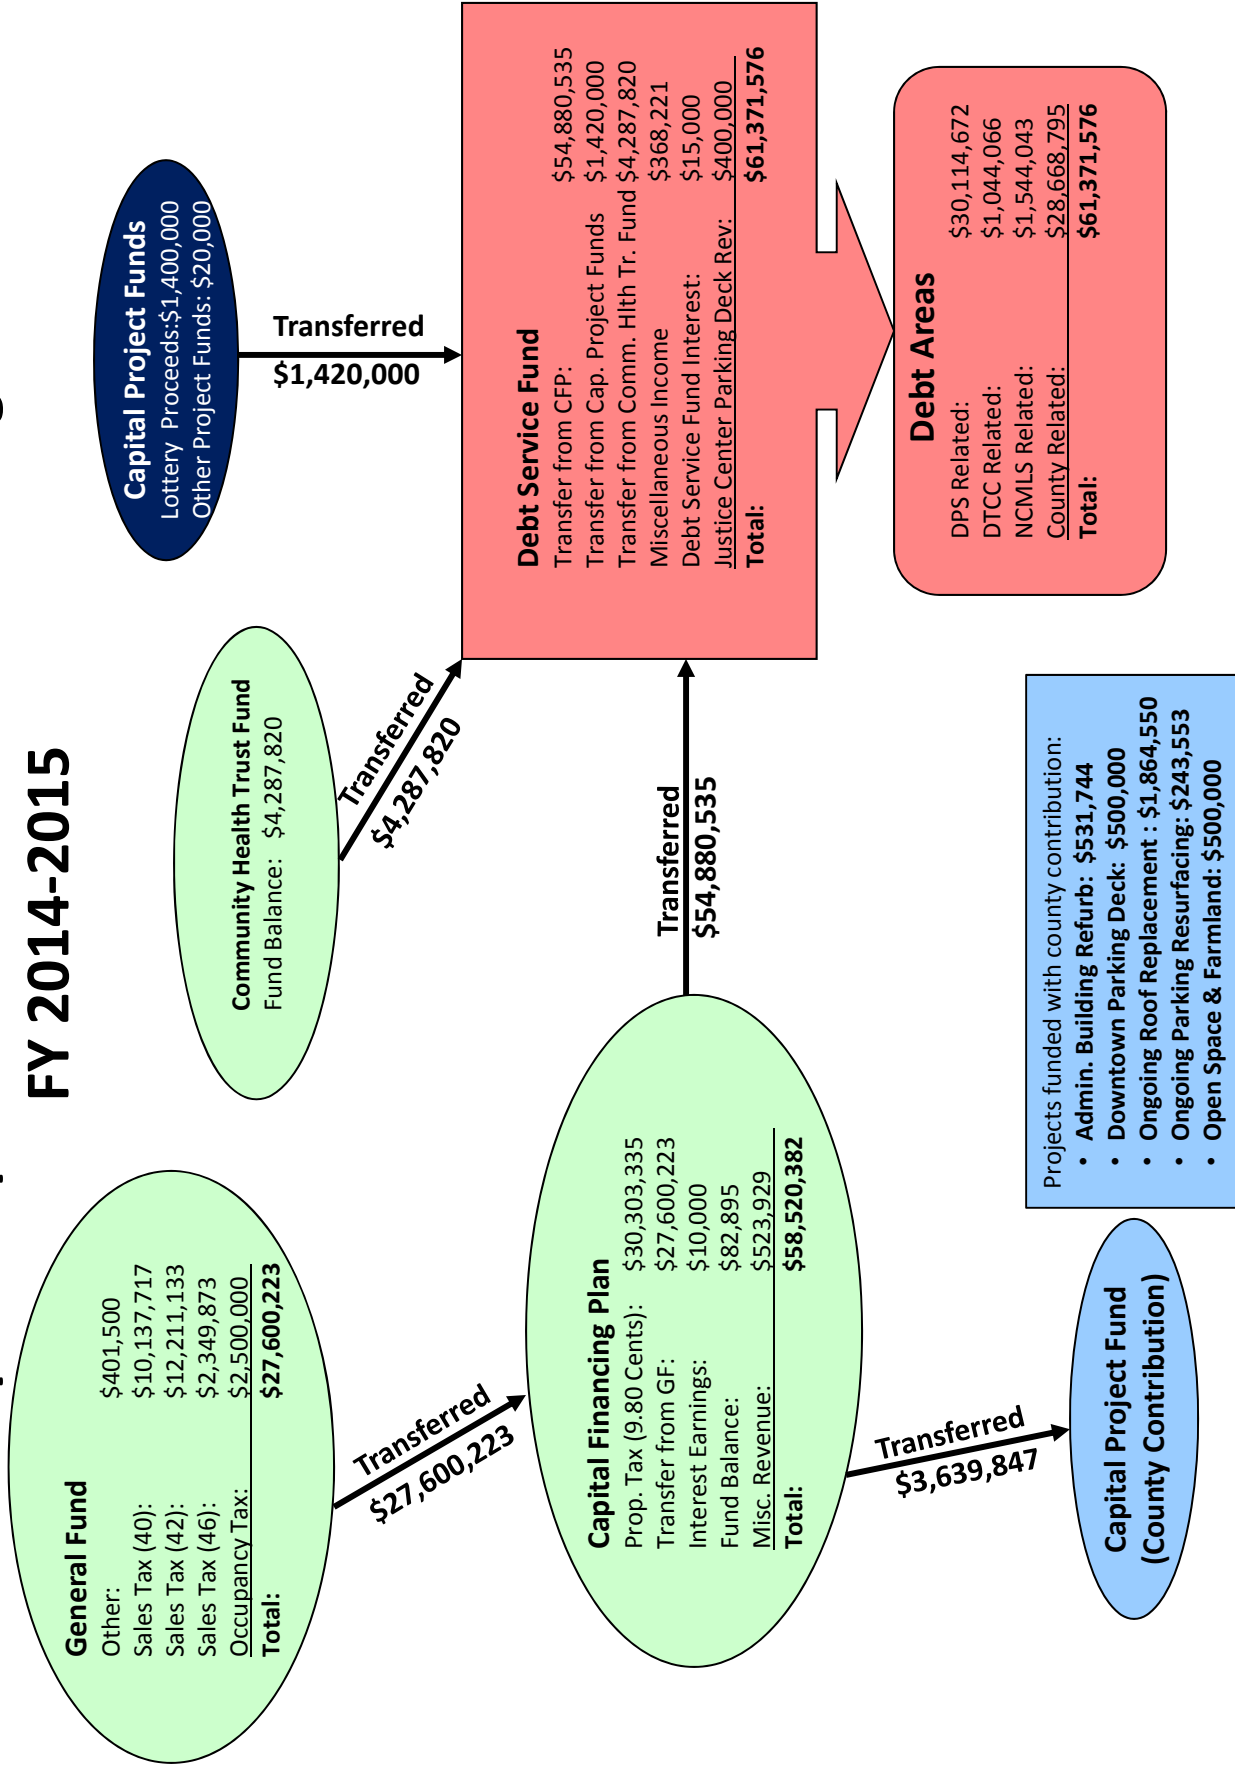 FY 2014-2015
General Fund
Other: $401,500
Sales Tax (40): $10,137,717
Sales Tax (42): $12,211,133
Sales Tax (46): $2,349,873
Occupancy Tax: $2,500,000
Total: $27,600,223
Community Health Trust Fund
Fund Balance: $4,287,820
Capital Project Funds
Lottery Proceeds:$1,400,000
Other Project Funds: $20,000
Transferred
$27,600,223
Transferred
$4,287,820
Transferred
$1,420,000
Capital Financing Plan
Prop. Tax (9.80 Cents): $30,303,335
Transfer from GF: $27,600,223
Interest Earnings: $10,000
Fund Balance: $82,895
Misc. Revenue: $523,929
Total: $58,520,382
Transferred
$54,880,535
Debt Service Fund
Transfer from CFP: $54,880,535
Transfer from Cap. Project Funds $1,420,000
Transfer from Comm. Hlth Tr. Fund $4,287,820
Miscellaneous Income $368,221
Debt Service Fund Interest: $15,000
Justice Center Parking Deck Rev: $400,000
Total: $61,371,576
Transferred
$3,639,847
Debt Areas
DPS Related: $30,114,672
DTCC Related: $1,044,066
NCMLS Related: $1,544,043
County Related: $28,668,795
Total: $61,371,576
Capital Project Fund
(County Contribution)
Projects funded with county contribution:
• Admin. Building Refurb: $531,744
• Downtown Parking Deck: $500,000
• Ongoing Roof Replacement : $1,864,550
• Ongoing Parking Resurfacing: $243,553
• Open Space & Farmland: $500,000